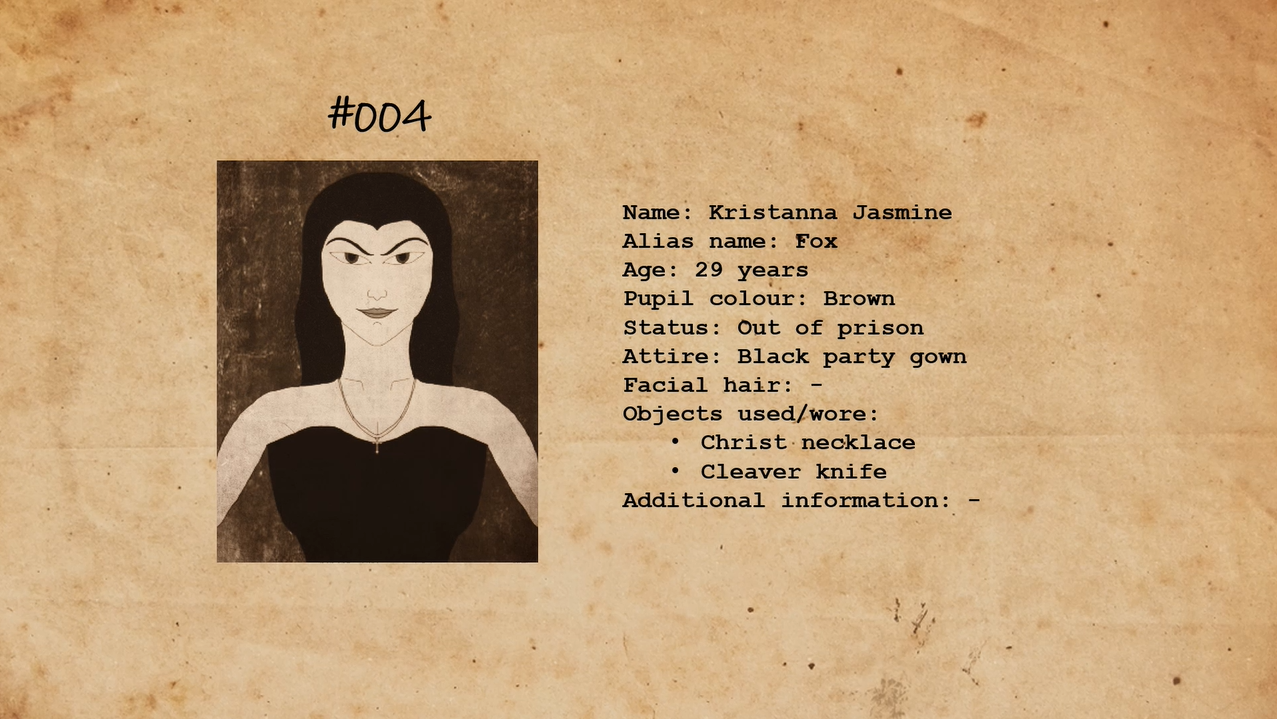 #004
Name: Kristanna Jasmine
Alias name: Fox
Age: 29 years
Pupil colour: Brown
Status: Out of prison
Attire: Black party gown
Facial hair: -
Objects used/wore:
• Christ necklace
• Cleaver knife
Additional information: -